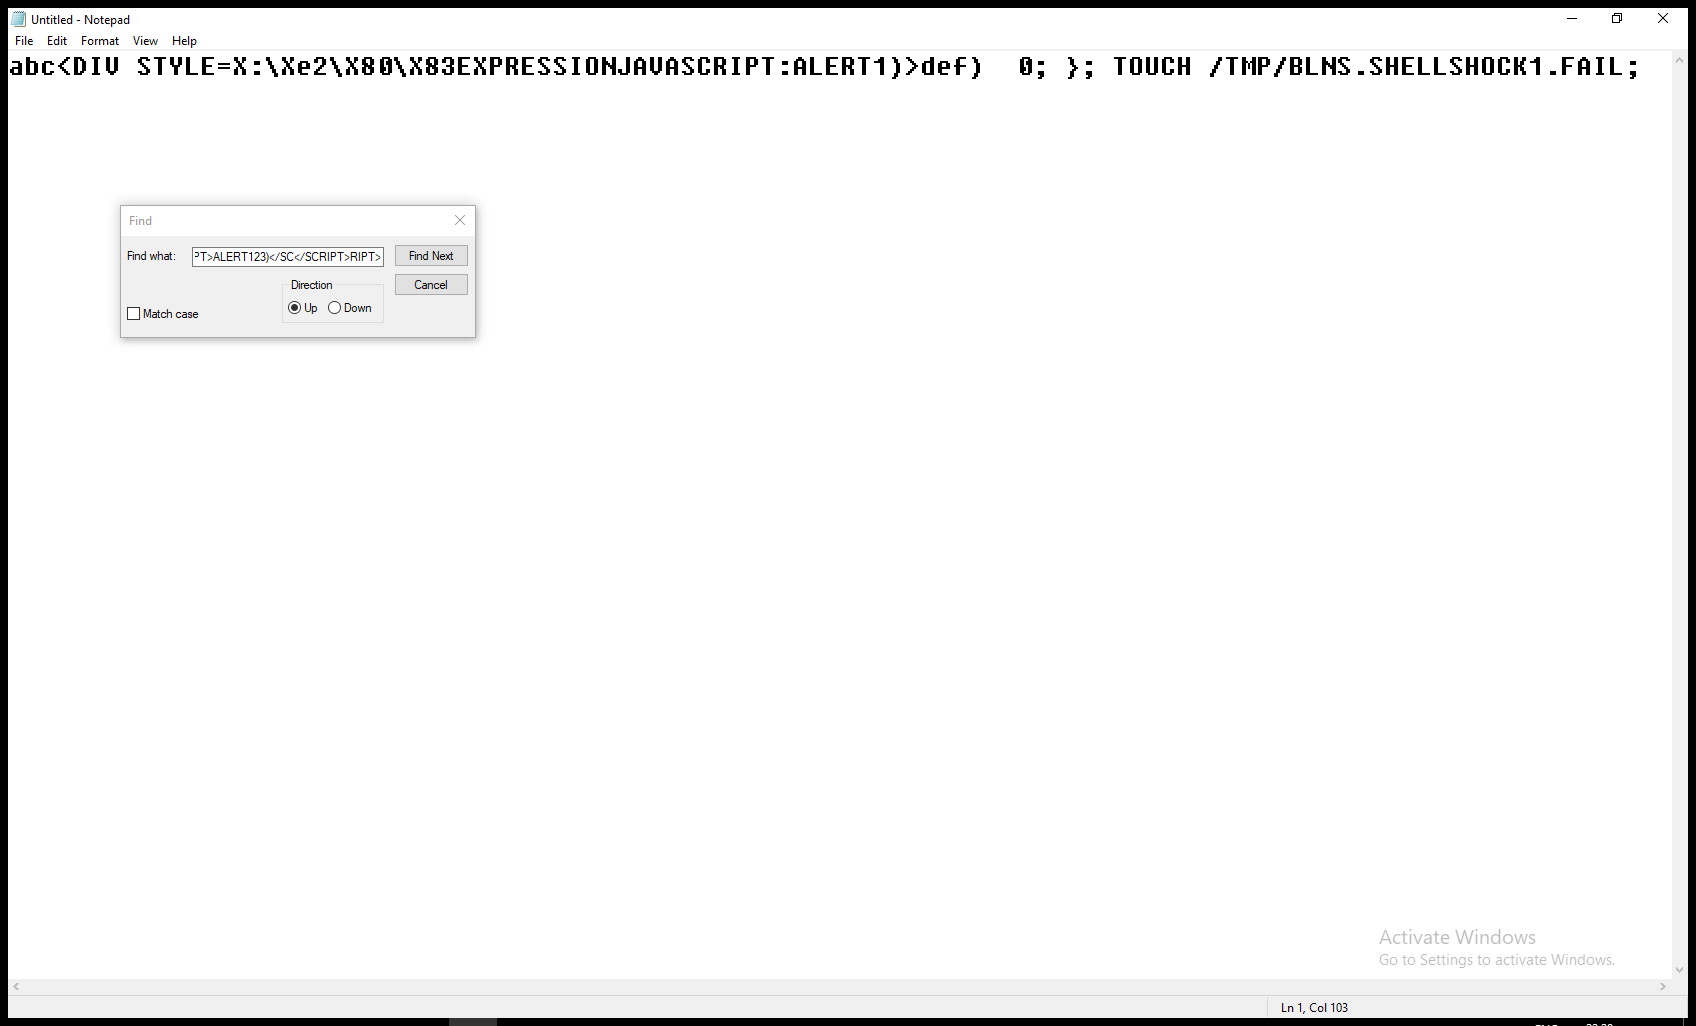 Untitled - Notepad
File Edit Format View Help
abc<DIV STYLE=X:\Xe2\X80\X83EXPRESSIONJAVASCRIPT:ALERT1)>def)  0; }; TOUCH /TMP/BLNS.SHELLSHOCK1.FAIL;
Find
Find what: PT>ALERT123)</SC</SCRIPT>RIPT> Find Next
Direction Cancel
Up Down
Match case
Activate Windows
Go to Settings to activate Windows.
Ln 1, Col 103